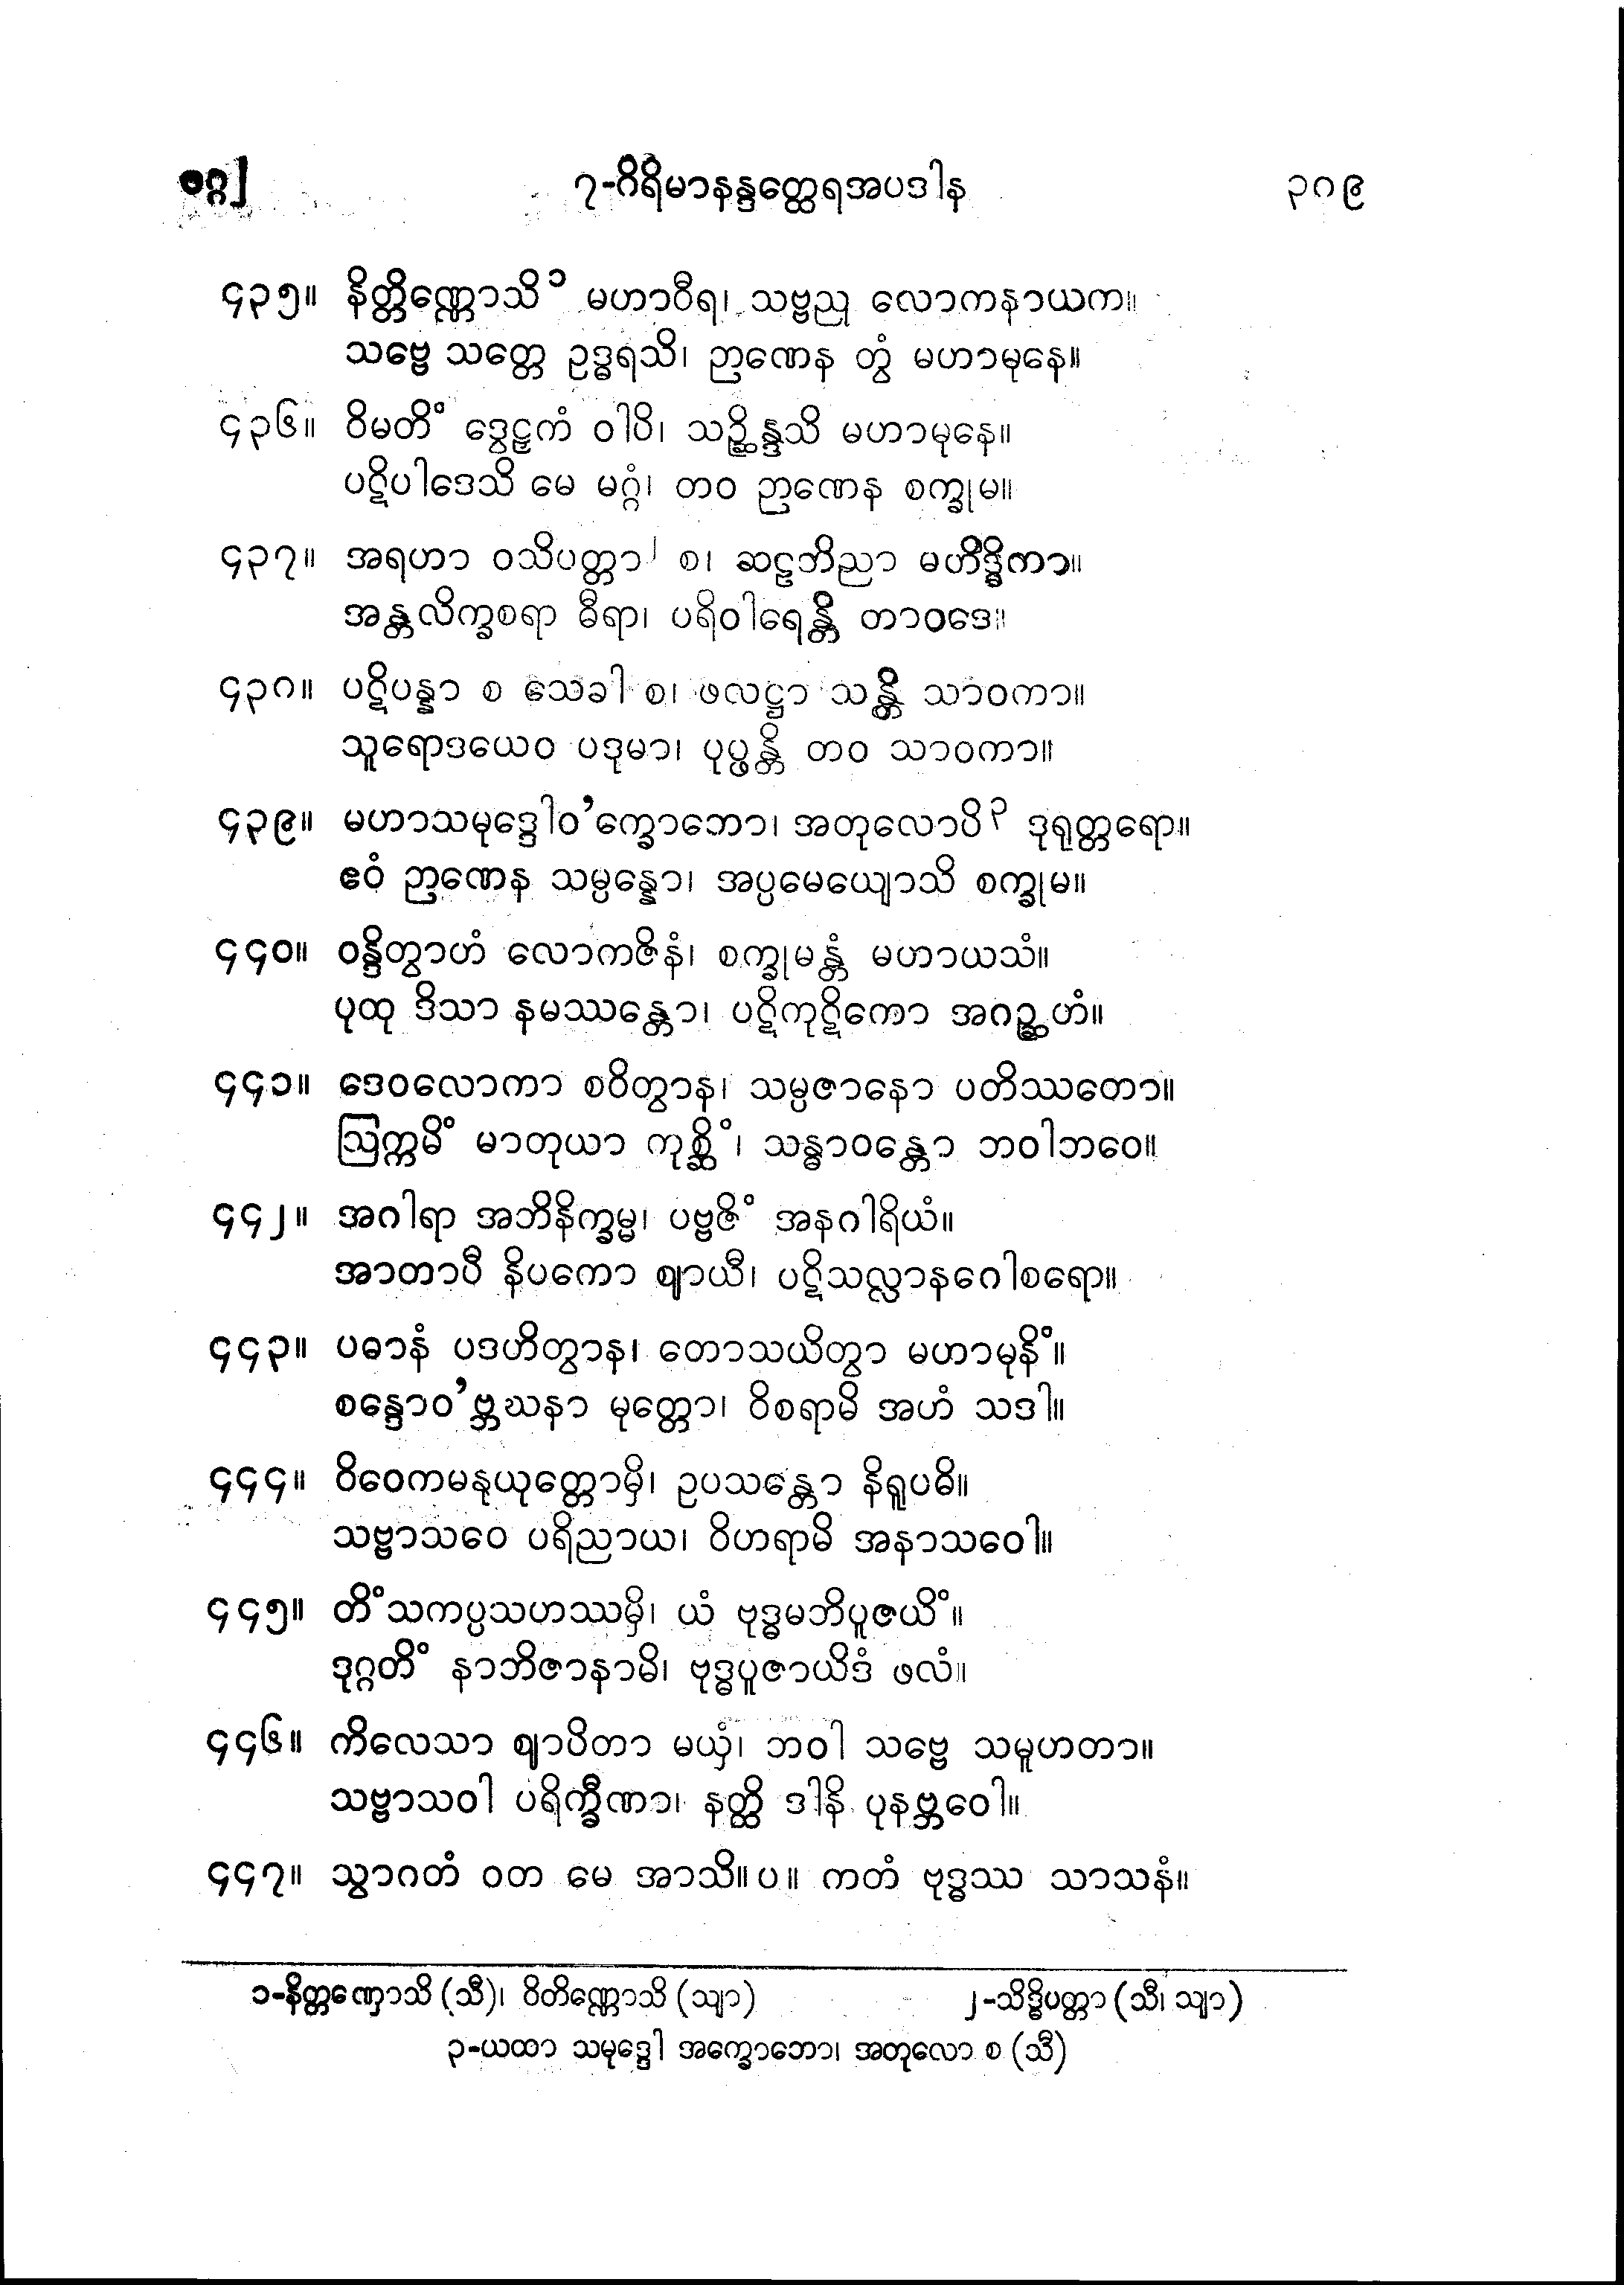 ဝဂ္ဂ]
၇-ဂိရိမာနန္ဒတ္ထေရအပဒါန
၃၀၉
၄၃၅။ နိတ္တိဏ္ဏောသိ၁ မဟာဝီရ၊ သဗ္ဗညု လောကနာယက။
သဗ္ဗေ သတ္တေ ဥဒ္ဓရသိ၊ ဉာဏေန တွံ မဟာမုနေ။
၄၃၆။ ဝိမတိံ ဒွေဠှကံ ဝါပိ၊ သဉ္ဆိန္ဒသိ မဟာမုနေ။
ပဋိပါဒေသိ မေ မဂ္ဂံ၊ တဝ ဉာဏေန စက္ခုမ။
၄၃၇။ အရဟာ ဝသိပတ္တာ၂ စ၊ ဆဠဘိညာ မဟိဒ္ဓိကာ။
အန္တလိက္ခစရာ ဓီရာ၊ ပရိဝါရေန္တိ တာဝဒေ။
၄၃၈။ ပဋိပန္နာ စ သေခါ စ၊ ဖလဋ္ဌာ သန္တိ သာဝကာ။
သူရောဒယေဝ ပဒုမာ၊ ပုပ္ဖန္တိ တဝ သာဝကာ။
၄၃၉။ မဟာသမုဒ္ဒေါဝ’က္ခောဘော၊ အတုလောပိ၃ ဒုရုတ္တရော။
ဧဝံ ဉာဏေန သမ္ပန္နော၊ အပ္ပမေယျောသိ စက္ခုမ။
၄၄၀။ ဝန္ဒိတွာဟံ လောကဇိနံ၊ စက္ခုမန္တံ မဟာယသံ။
ပုထု ဒိသာ နမဿန္တော၊ ပဋိကုဋိကော အဂဉ္ဆဟံ။
၄၄၁။ ဒေဝလောကာ စဝိတွာန၊ သမ္ပဇာနော ပတိဿတော။
ဩက္ကမိံ မာတုယာ ကုစ္ဆိံ၊ သန္ဓာဝန္တော ဘဝါဘဝေ။
၄၄၂။ အဂါရာ အဘိနိက္ခမ္မ၊ ပဗ္ဗဇိံ အနဂါရိယံ။
အာတာပီ နိပကော ဈာယီ၊ ပဋိသလ္လာနဂေါစရော။
၄၄၃။ ပဓာနံ ပဒဟိတွာန၊ တောသယိတွာ မဟာမုနိံ။
စန္ဒောဝ’ဗ္ဘဃနာ မုတ္တော၊ ဝိစရာမိ အဟံ သဒါ။
၄၄၄။ ဝိဝေကမနုယုတ္တောမှိ၊ ဥပသန္တော နိရူပဓိ။
သဗ္ဗာသဝေ ပရိညာယ၊ ဝိဟရာမိ အနာသဝေါ။
၄၄၅။ တိံသကပ္ပသဟဿမှိ၊ ယံ ဗုဒ္ဓမဘိပူဇယိံ။
ဒုဂ္ဂတိံ နာဘိဇာနာမိ၊ ဗုဒ္ဓပူဇာယိဒံ ဖလံ။
၄၄၆။ ကိလေသာ ဈာပိတာ မယှံ၊ ဘဝါ သဗ္ဗေ သမူဟတာ။
သဗ္ဗာသဝါ ပရိက္ခီဏာ၊ နတ္ထိ ဒါနိ ပုနဗ္ဘဝေါ။
၄၄၇။ သွာဂတံ ဝတ မေ အာသိ။ပ။ ကတံ ဗုဒ္ဓဿ သာသနံ။
၁-နိတ္တဏှောသိ (သီ)၊ ဝိတိဏ္ဏောသိ (သျာ)
၂-သိဒ္ဓိပတ္တာ (သီ၊ သျာ)
၃-ယထာ သမုဒ္ဒေါ အက္ခောဘော၊ အတုလော စ (သီ)